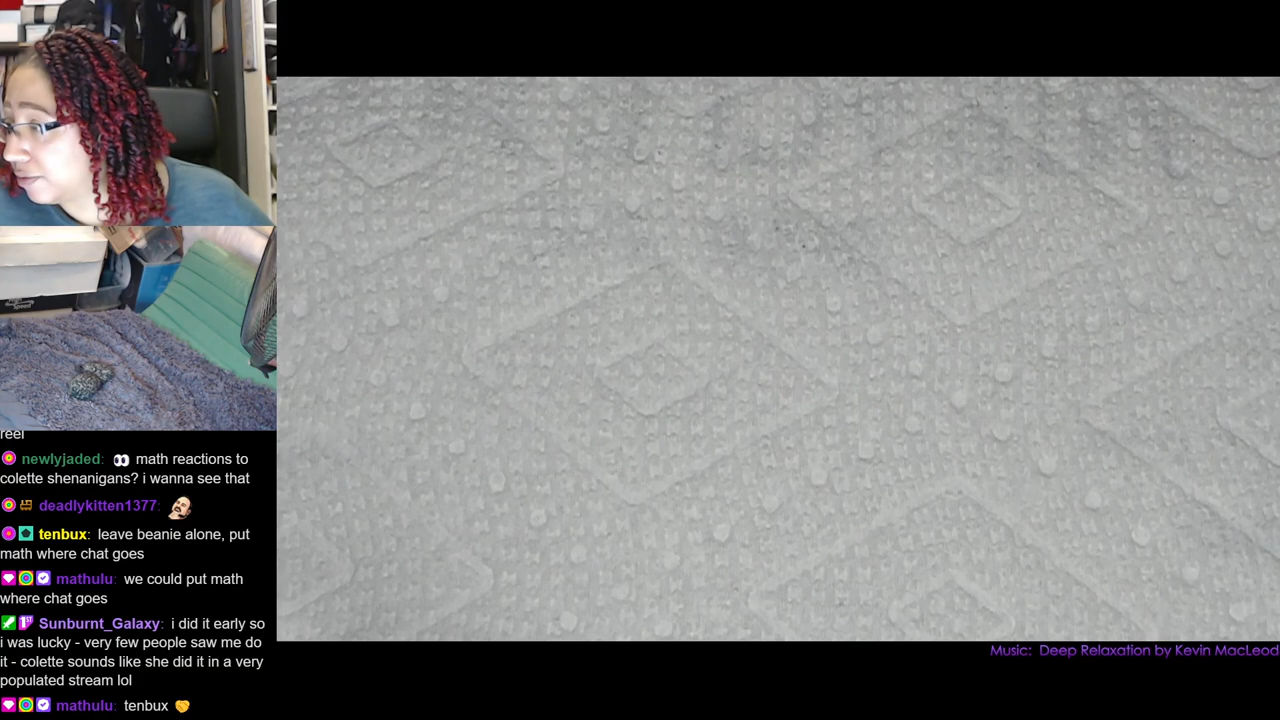 High
Speed
reel
newlyjaded: 👀 math reactions to
colette shenanigans? i wanna see that
deadlykitten1377:
tenbux: leave beanie alone, put
math where chat goes
mathulu: we could put math
where chat goes
Sunburnt_Galaxy: i did it early so
i was lucky - very few people saw me do
it - colette sounds like she did it in a very
populated stream lol
mathulu: tenbux
Music: Deep Relaxation by Kevin MacLeod